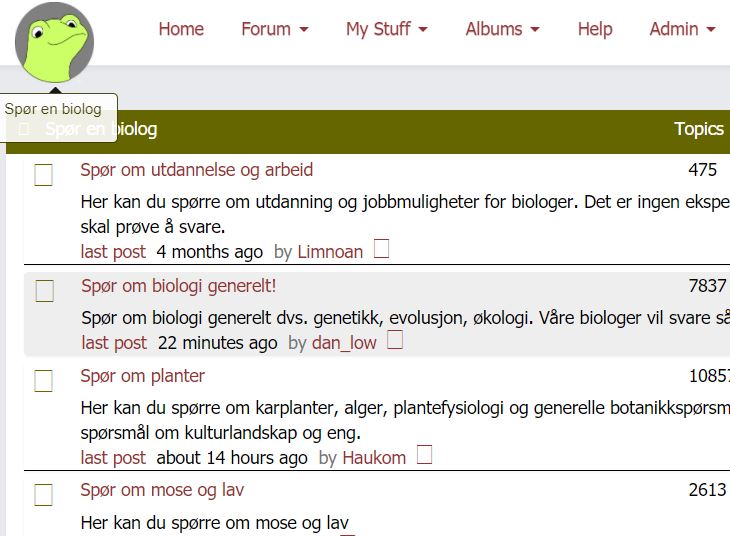 Home Forum My Stuff Albums Help Admin
Spør en biolog
Spør en biolog Topics
Spør om utdannelse og arbeid 475
Her kan du spørre om utdanning og jobbmuligheter for biologer. Det er ingen ekspe
skal prøve å svare.
last post 4 months ago by Limnoan
Spør om biologi generelt! 7837
Spør om biologi generelt dvs. genetikk, evolusjon, økologi. Våre biologer vil svare så
last post 22 minutes ago by dan_low
Spør om planter 10857
Her kan du spørre om karplanter, alger, plantefysiologi og generelle botanikkspørsm
spørsmål om kulturlandskap og eng.
last post about 14 hours ago by Haukom
Spør om mose og lav 2613
Her kan du spørre om mose og lav